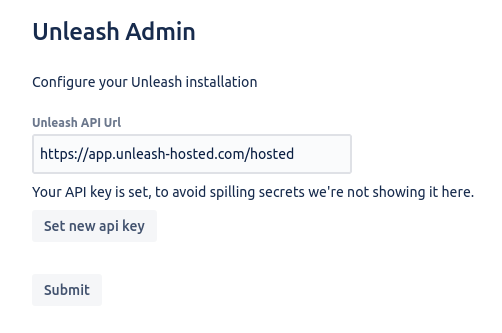 Unleash Admin
Configure your Unleash installation
Unleash API Url
https://app.unleash-hosted.com/hosted
Your API key is set, to avoid spilling secrets we're not showing it here.
Set new api key
Submit